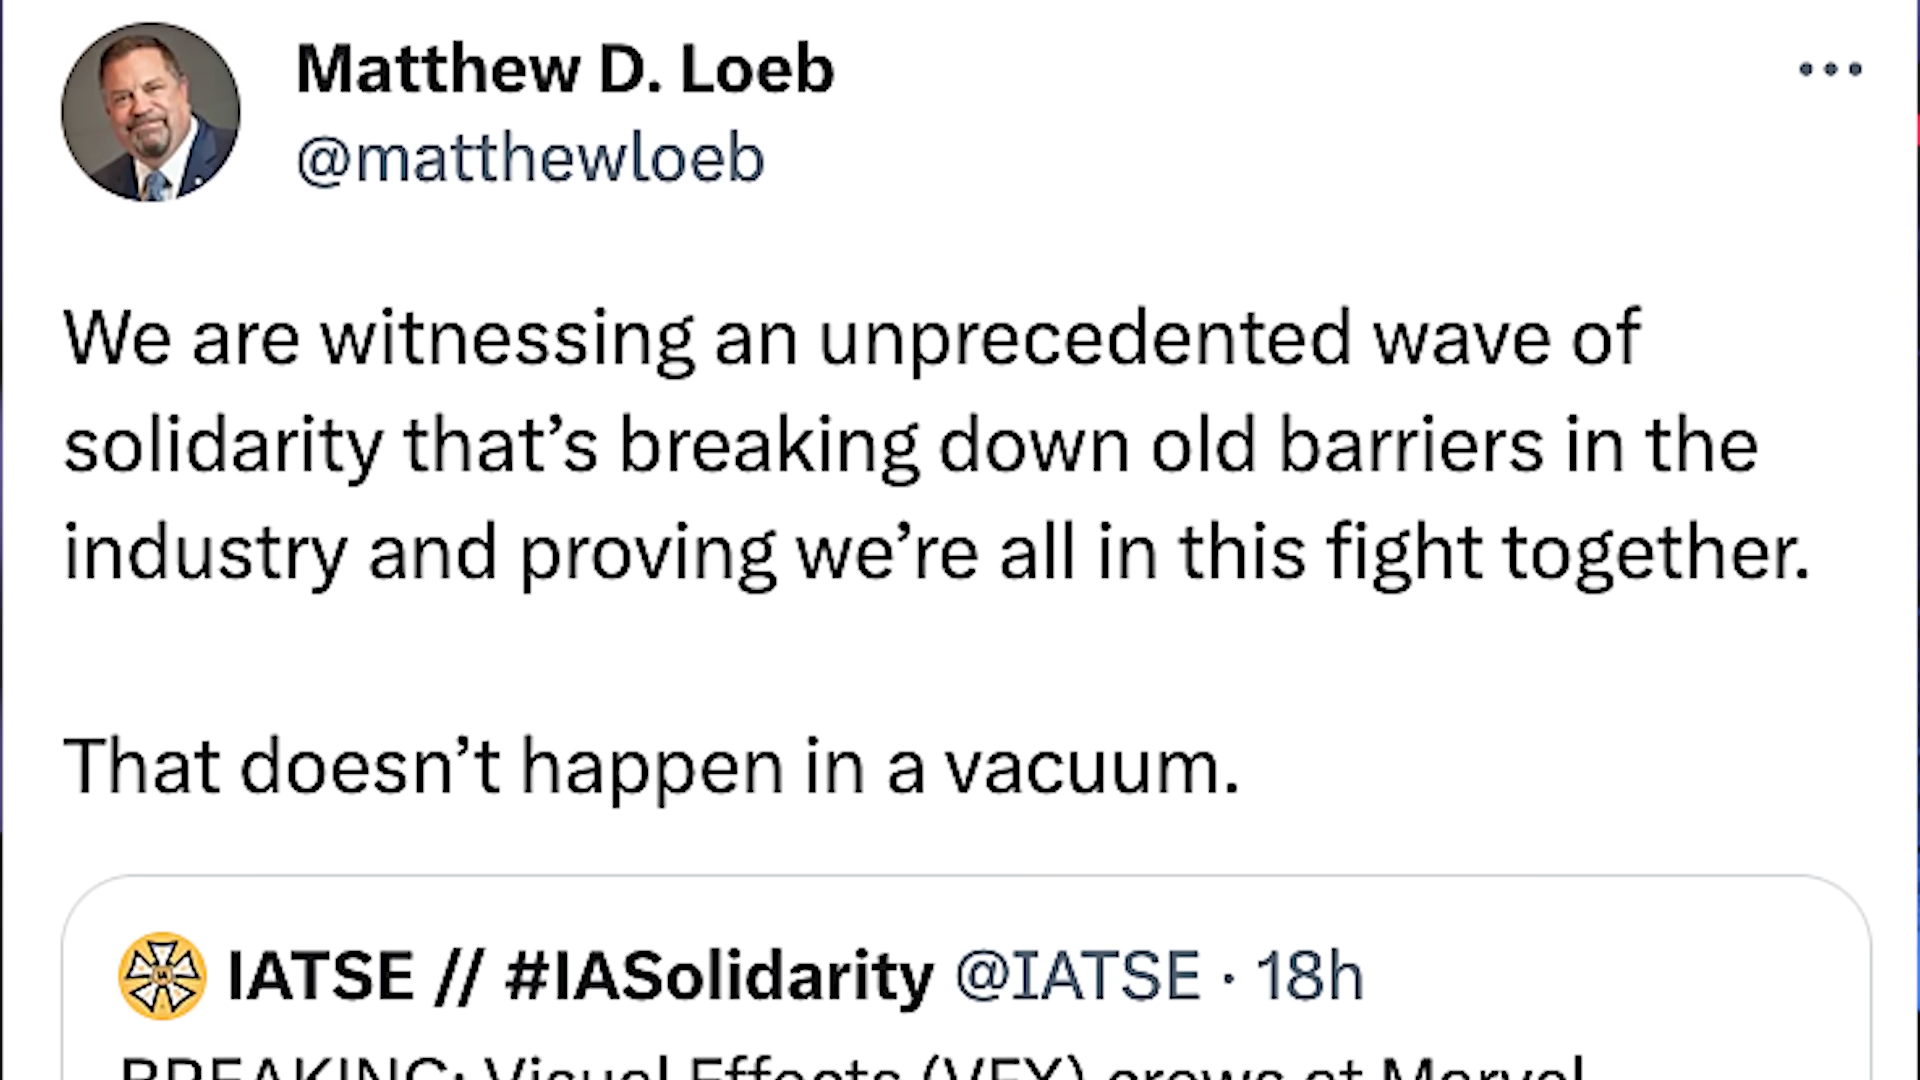 Matthew D. Loeb
@matthewloeb
We are witnessing an unprecedented wave of
solidarity that’s breaking down old barriers in the
industry and proving we’re all in this fight together.
That doesn’t happen in a vacuum.
IATSE // #IASolidarity @IATSE · 18h
BREAKING: Visual Effects (VFX) crews at Marvel